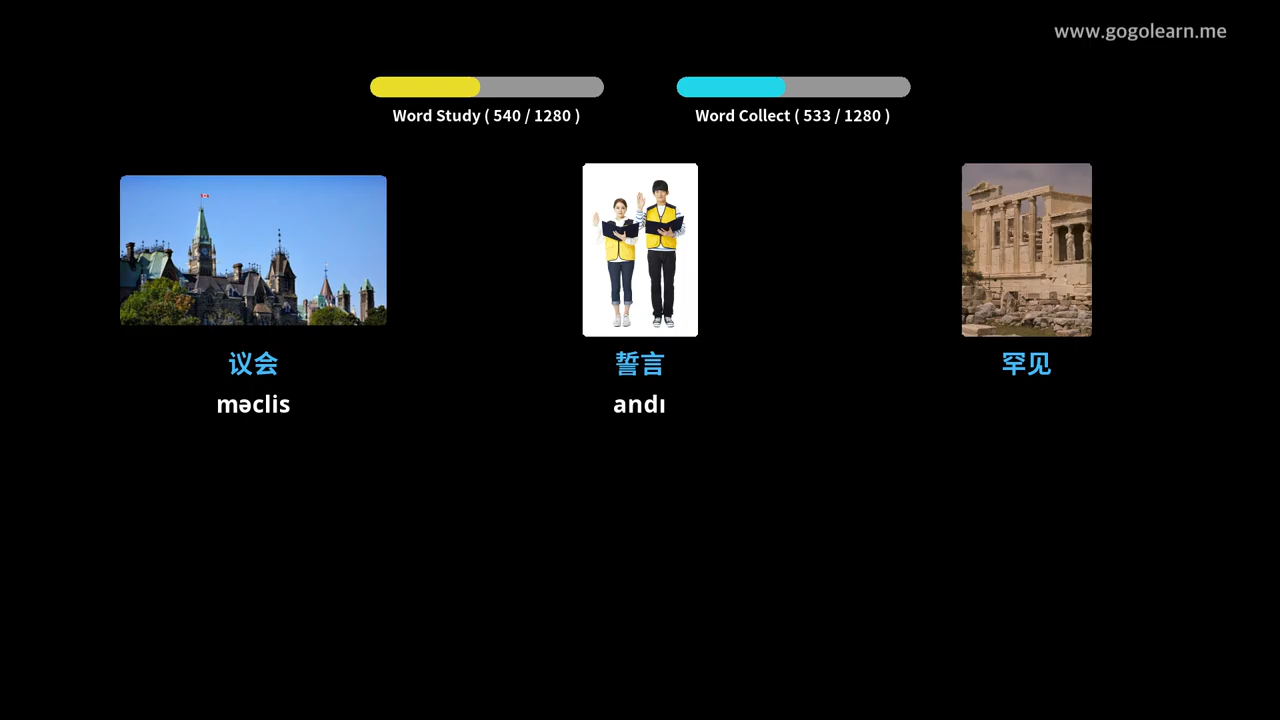 www.gogolearn.me
Word Study ( 540 / 1280 )
Word Collect ( 533 / 1280 )
议会
誓言
罕见
məclis
andı